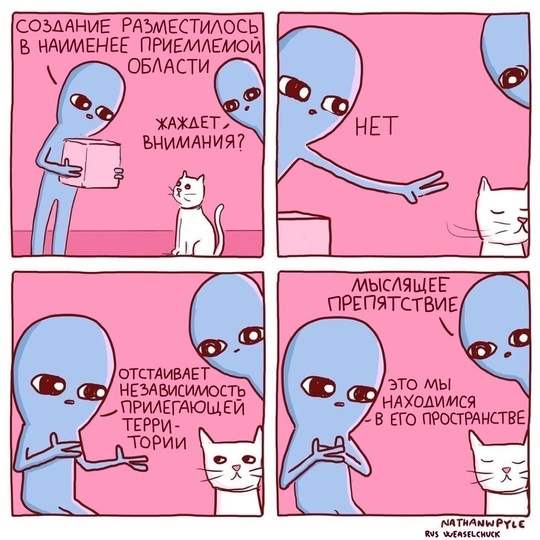 СОЗДАНИЕ РАЗМЕСТИЛОСЬ
В НАИМЕНЕЕ ПРИЕМЛЕМОЙ
ОБЛАСТИ
ЖАЖДЕТ
ВНИМАНИЯ?
НЕТ
ОТСТАИВАЕТ
НЕЗАВИСИМОСТЬ
ПРИЛЕГАЮЩЕЙ
ТЕРРИ-
ТОРИИ
МЫСЛЯЩЕЕ
ПРЕПЯТСТВИЕ
ЭТО МЫ
НАХОДИМСЯ
В ЕГО ПРОСТРАНСТВЕ
NATHANWPYLE
RUS WEASELCHUCK